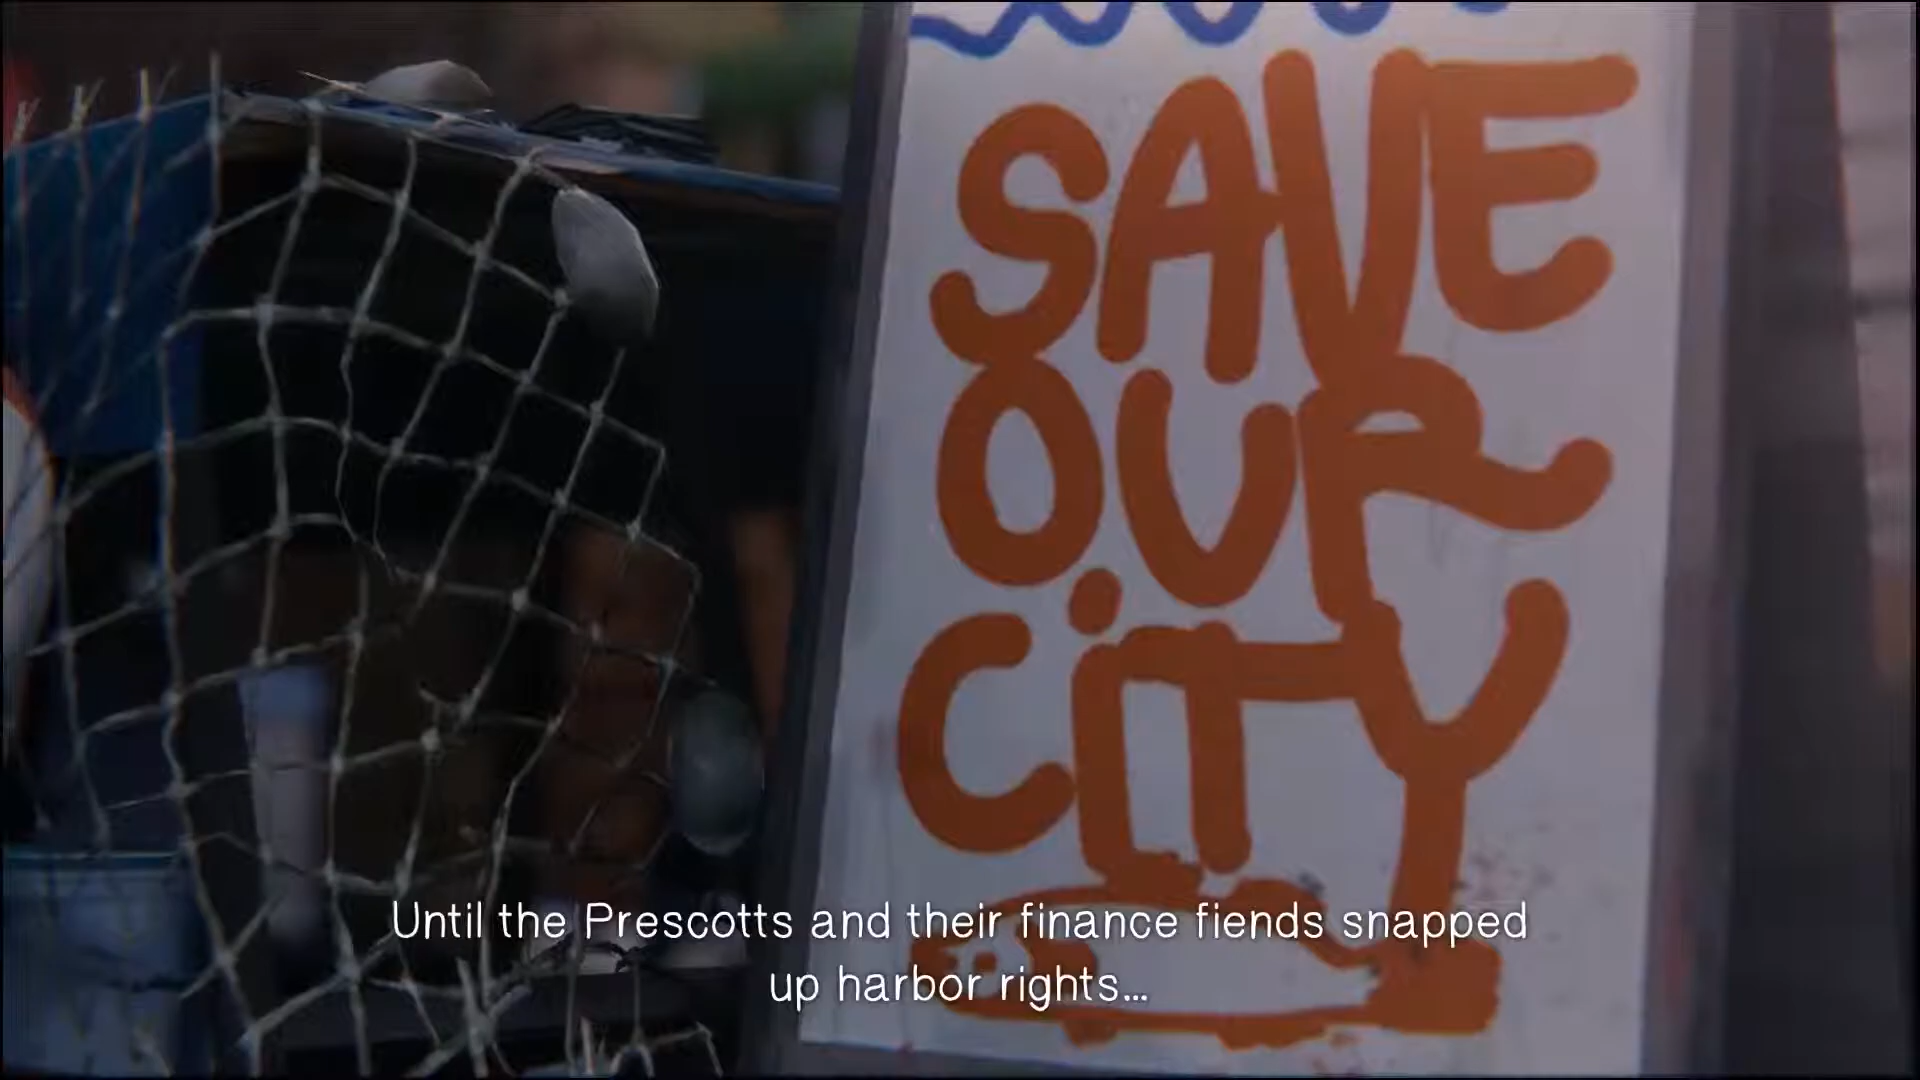 SAVE
OUR
CITY
Until the Prescotts and their finance fiends snapped
up harbor rights...